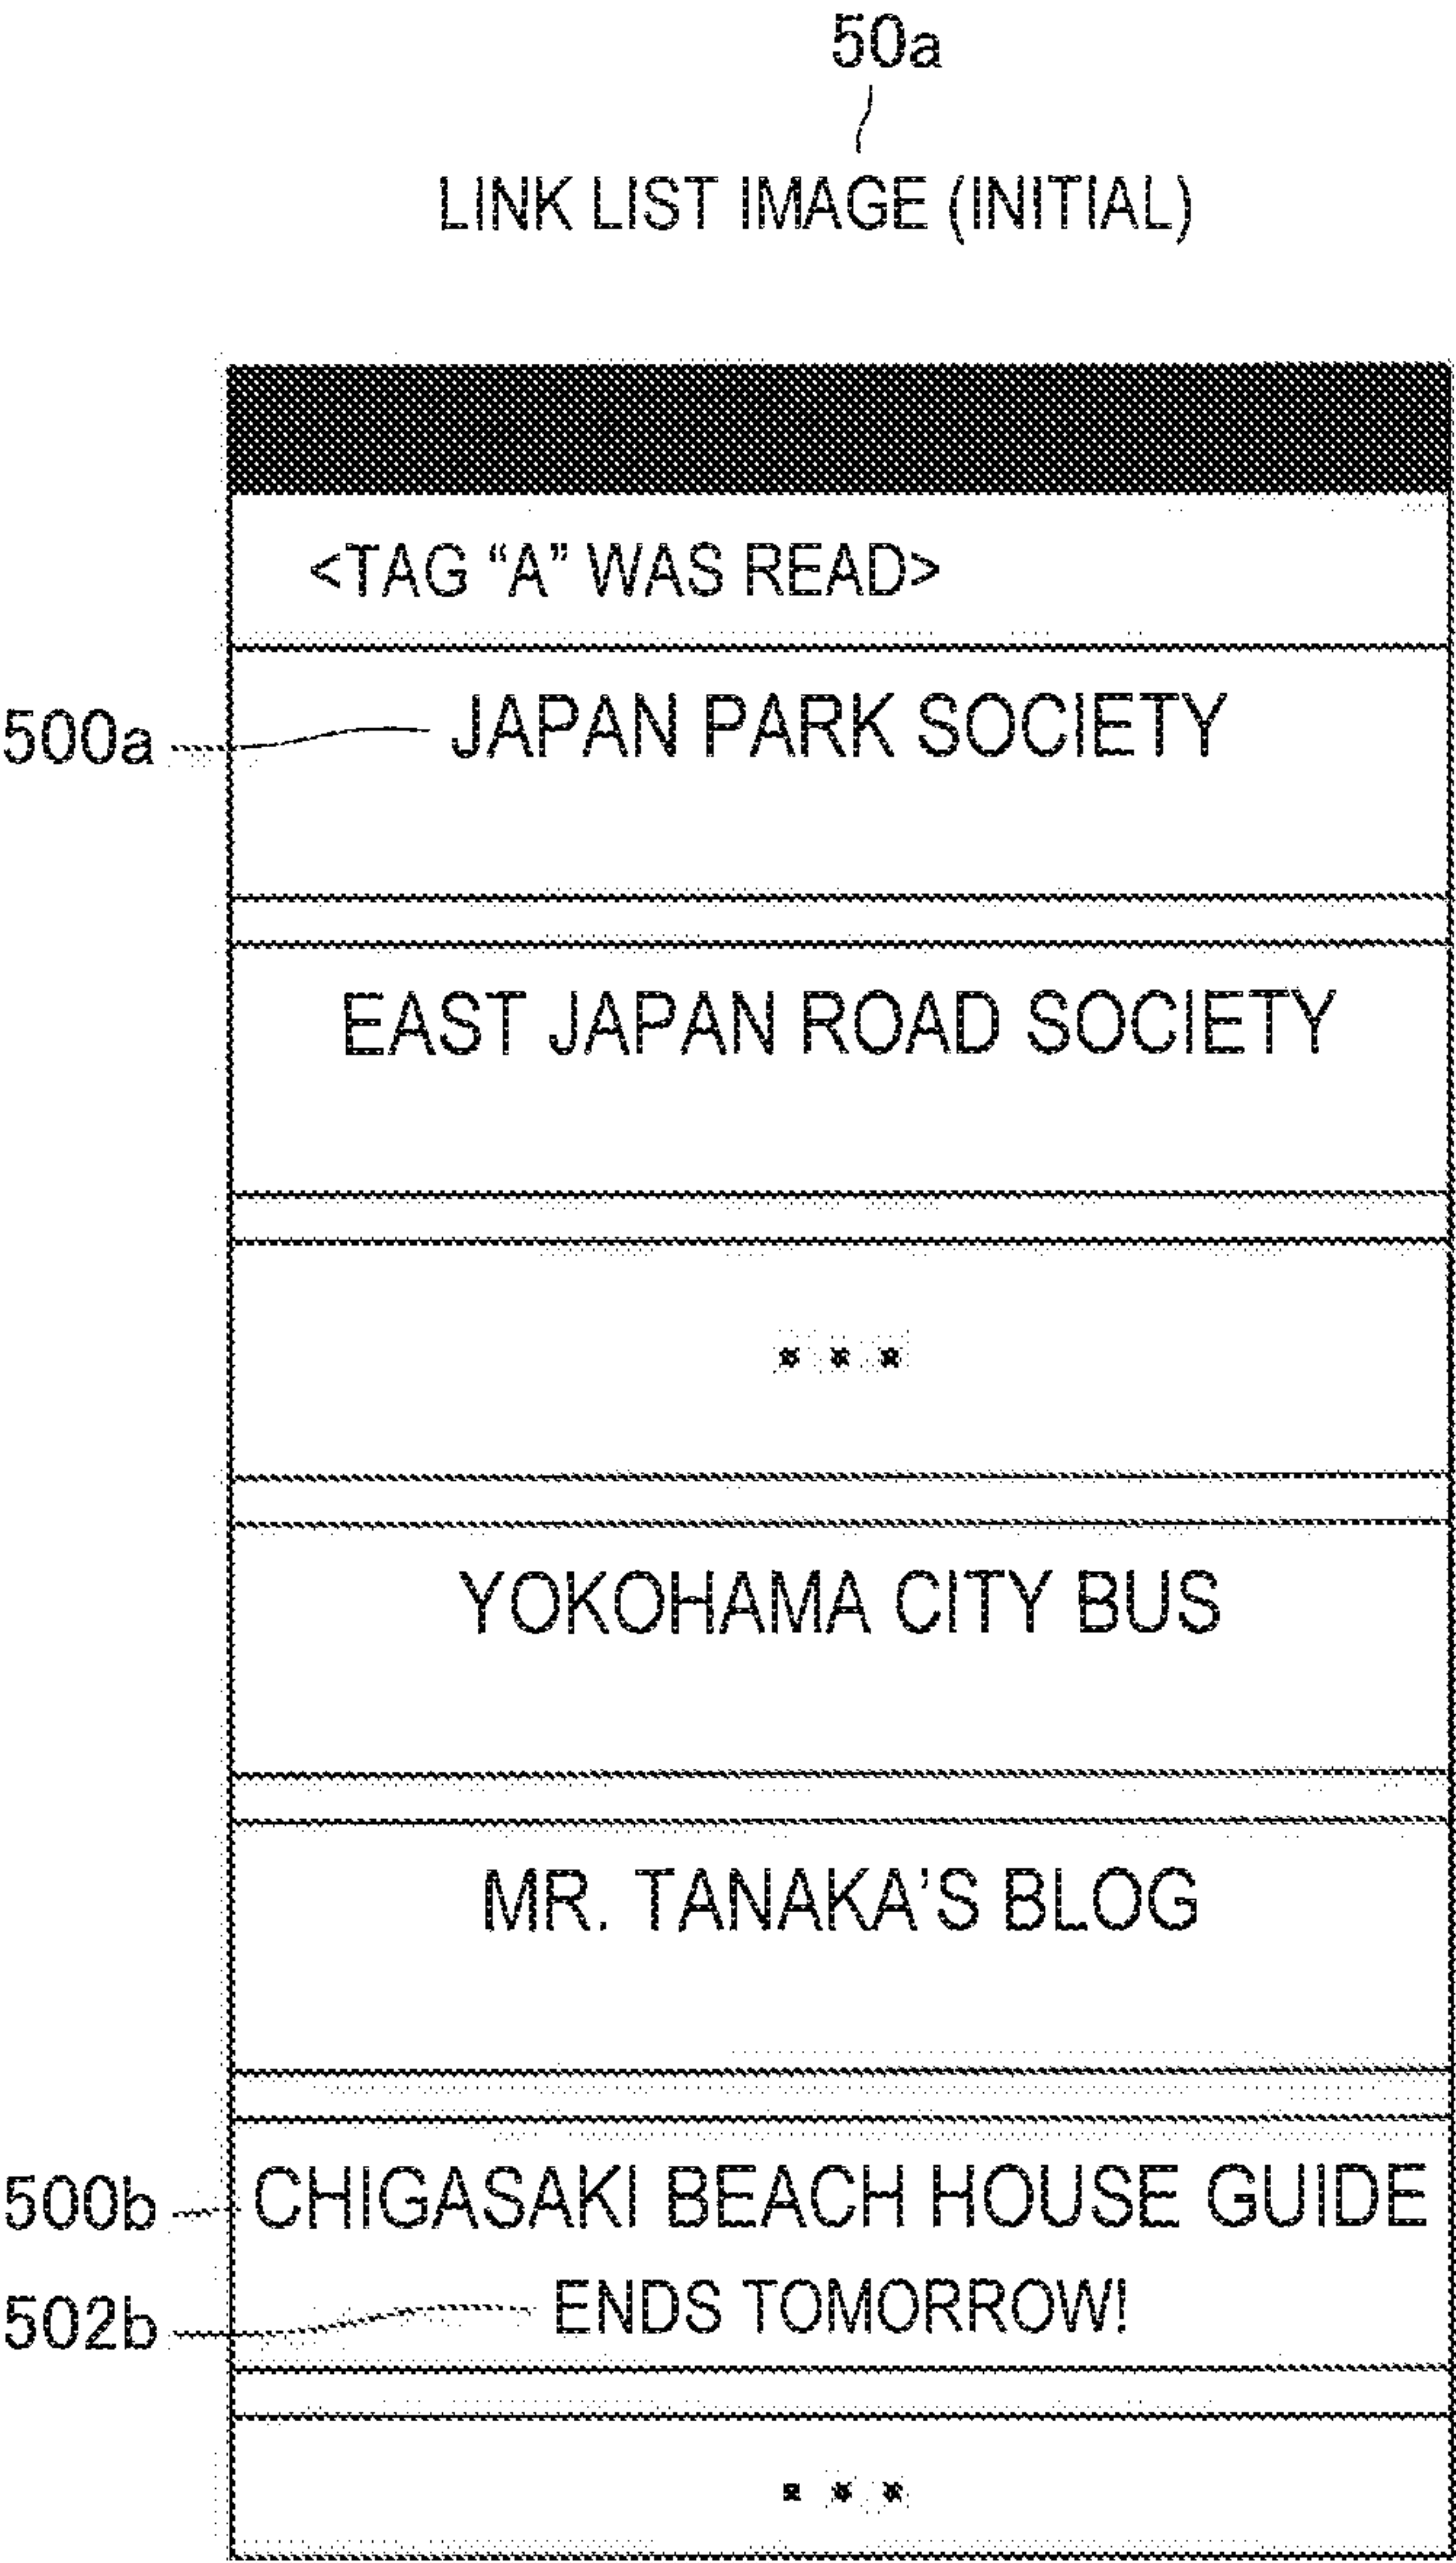 50a
LINK LIST IMAGE (INITIAL)
<TAG “A” WAS READ>
500a
JAPAN PARK SOCIETY
EAST JAPAN ROAD SOCIETY
...
YOKOHAMA CITY BUS
MR. TANAKA’S BLOG
500b
CHIGASAKI BEACH HOUSE GUIDE
502b
ENDS TOMORROW!
...